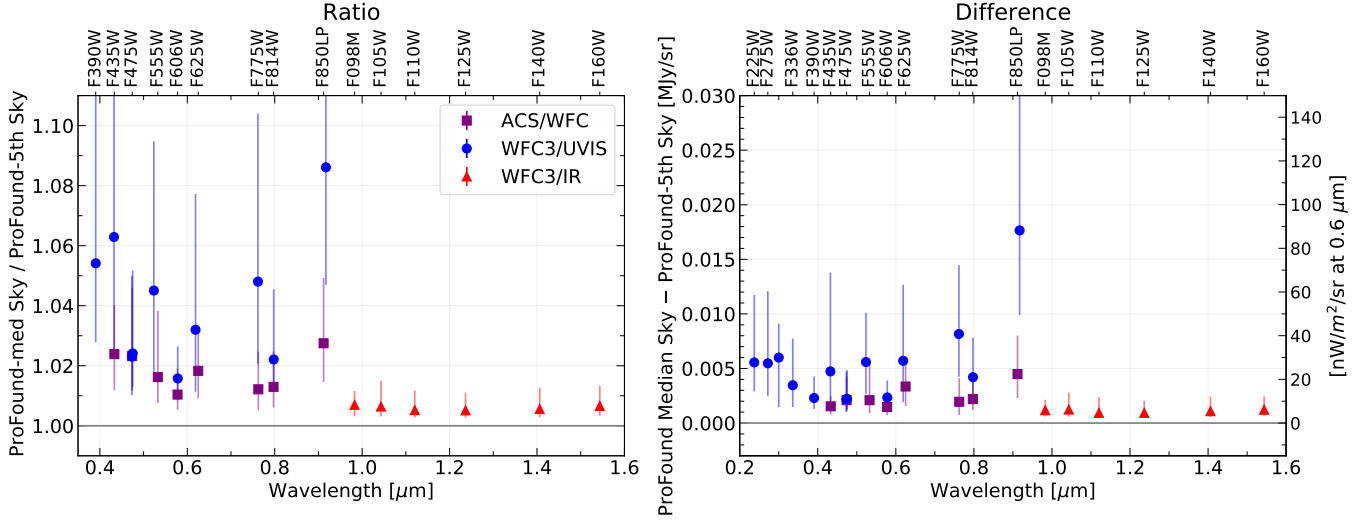 Ratio
F390W F435W F475W F555W F606W F625W F775W F814W F850LP F098M F105W F110W F125W F140W F160W
ProFound-med Sky / ProFound-5th Sky
1.10
1.08
1.06
1.04
1.02
1.00
ACS/WFC
WFC3/UVIS
WFC3/IR
0.4 0.6 0.8 1.0 1.2 1.4 1.6
Wavelength [μm]
Difference
F225W F275W F336W F390W F435W F475W F555W F606W F625W F775W F814W F850LP F098M F105W F110W F125W F140W F160W
ProFound Median Sky − ProFound-5th Sky [MJy/sr]
0.030
0.025
0.020
0.015
0.010
0.005
0.000
0.2 0.4 0.6 0.8 1.0 1.2 1.4 1.6
Wavelength [μm]
140
120
100
80
60
40
20
0
[nW/m²/sr at 0.6 μm]